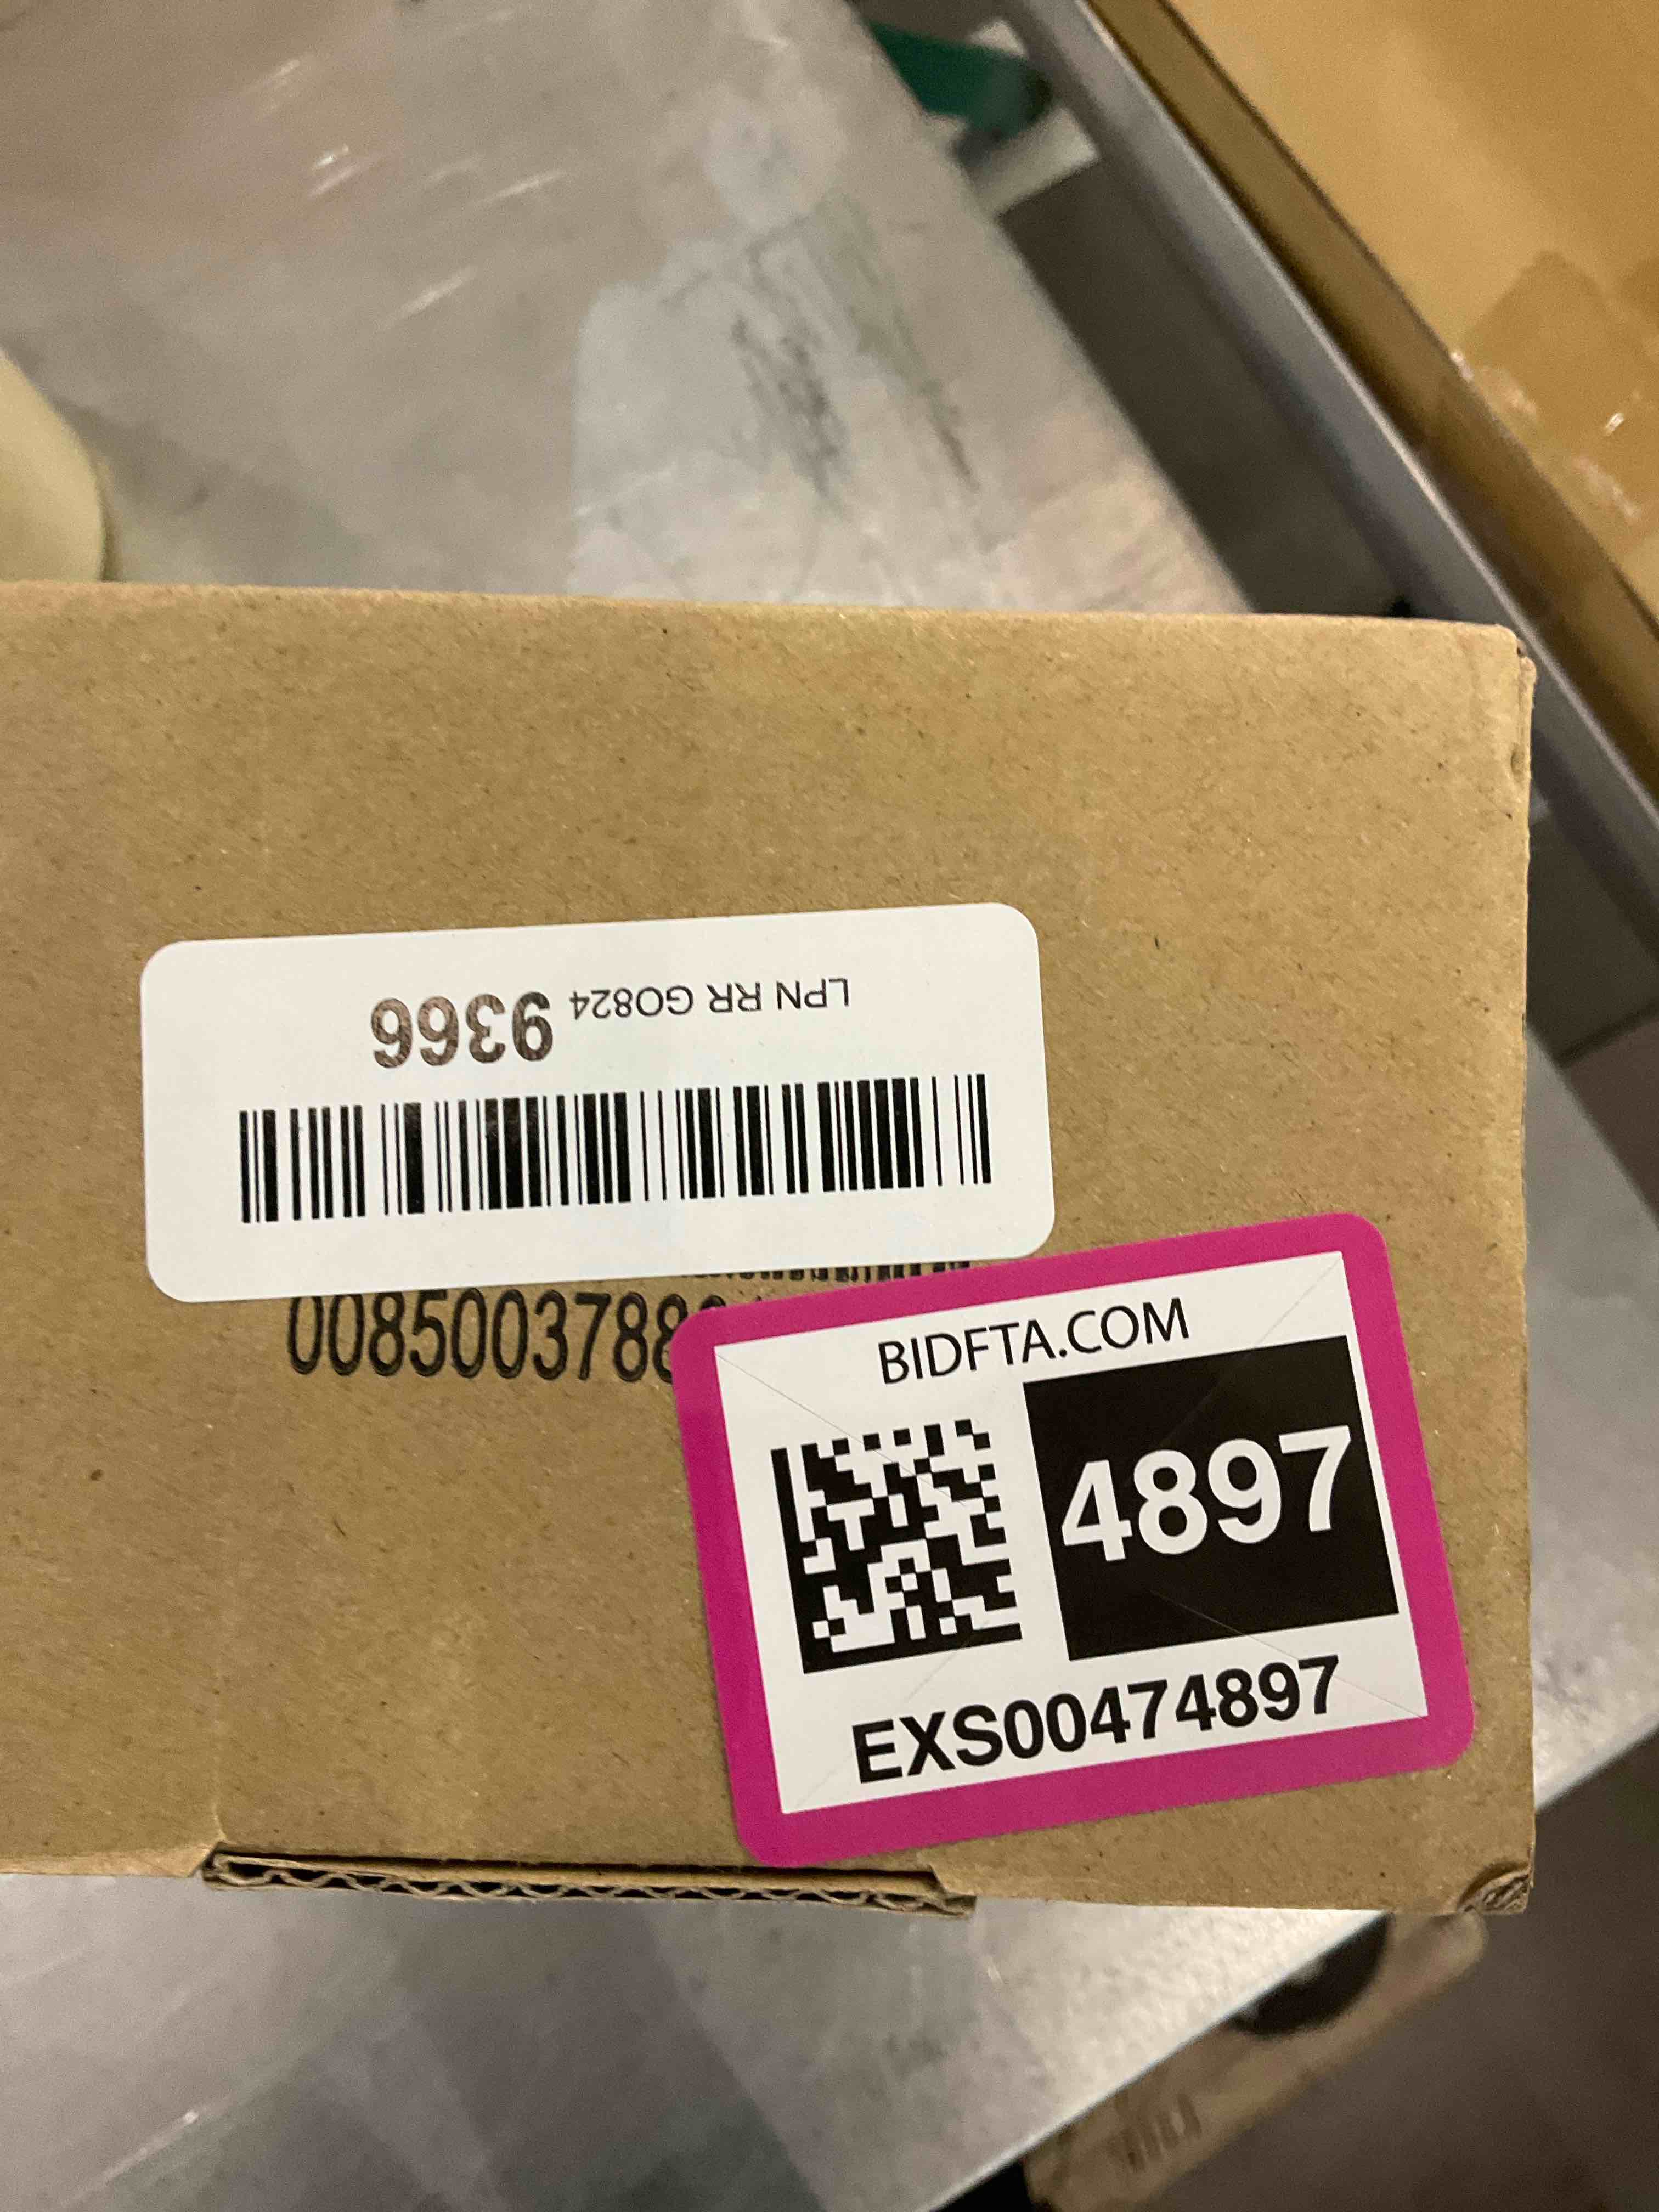 LPN RR GO824 9366
0085003788
BIDFTA.COM
4897
EXS00474897